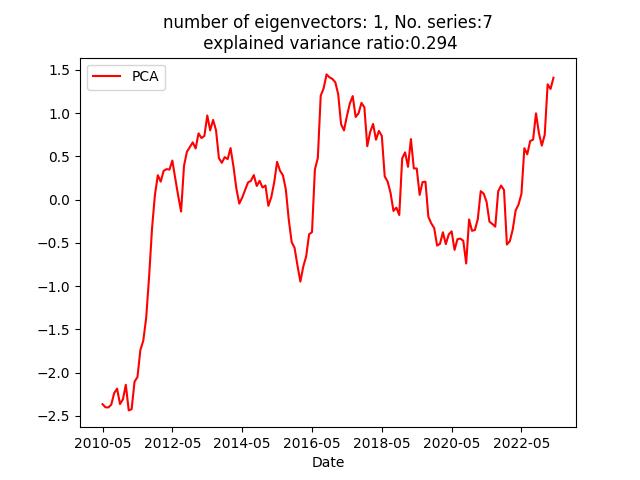 number of eigenvectors: 1, No. series:7
explained variance ratio:0.294
PCA
1.5
1.0
0.5
0.0
−0.5
−1.0
−1.5
−2.0
−2.5
2010-05 2012-05 2014-05 2016-05 2018-05 2020-05 2022-05
Date